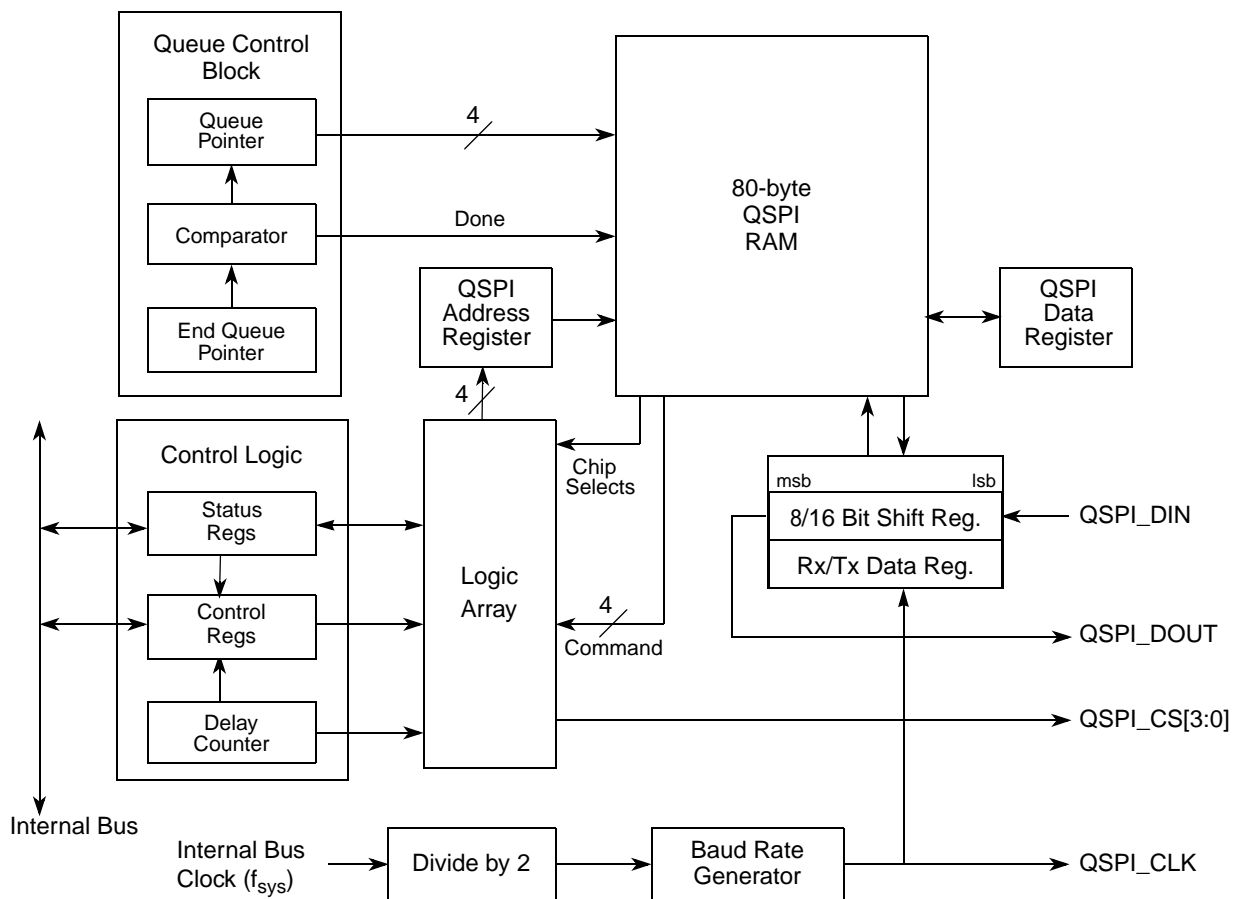 Queue Control
Block
Queue
Pointer
4
Comparator
Done
End Queue
Pointer
80-byte
QSPI
RAM
QSPI
Address
Register
4
QSPI
Data
Register
Control Logic
Status
Regs
Control
Regs
Delay
Counter
Logic
Array
Chip
Selects
4
Command
msb
lsb
8/16 Bit Shift Reg.
Rx/Tx Data Reg.
QSPI_DIN
QSPI_DOUT
QSPI_CS[3:0]
Internal Bus
Internal Bus
Clock (fsys)
Divide by 2
Baud Rate
Generator
QSPI_CLK